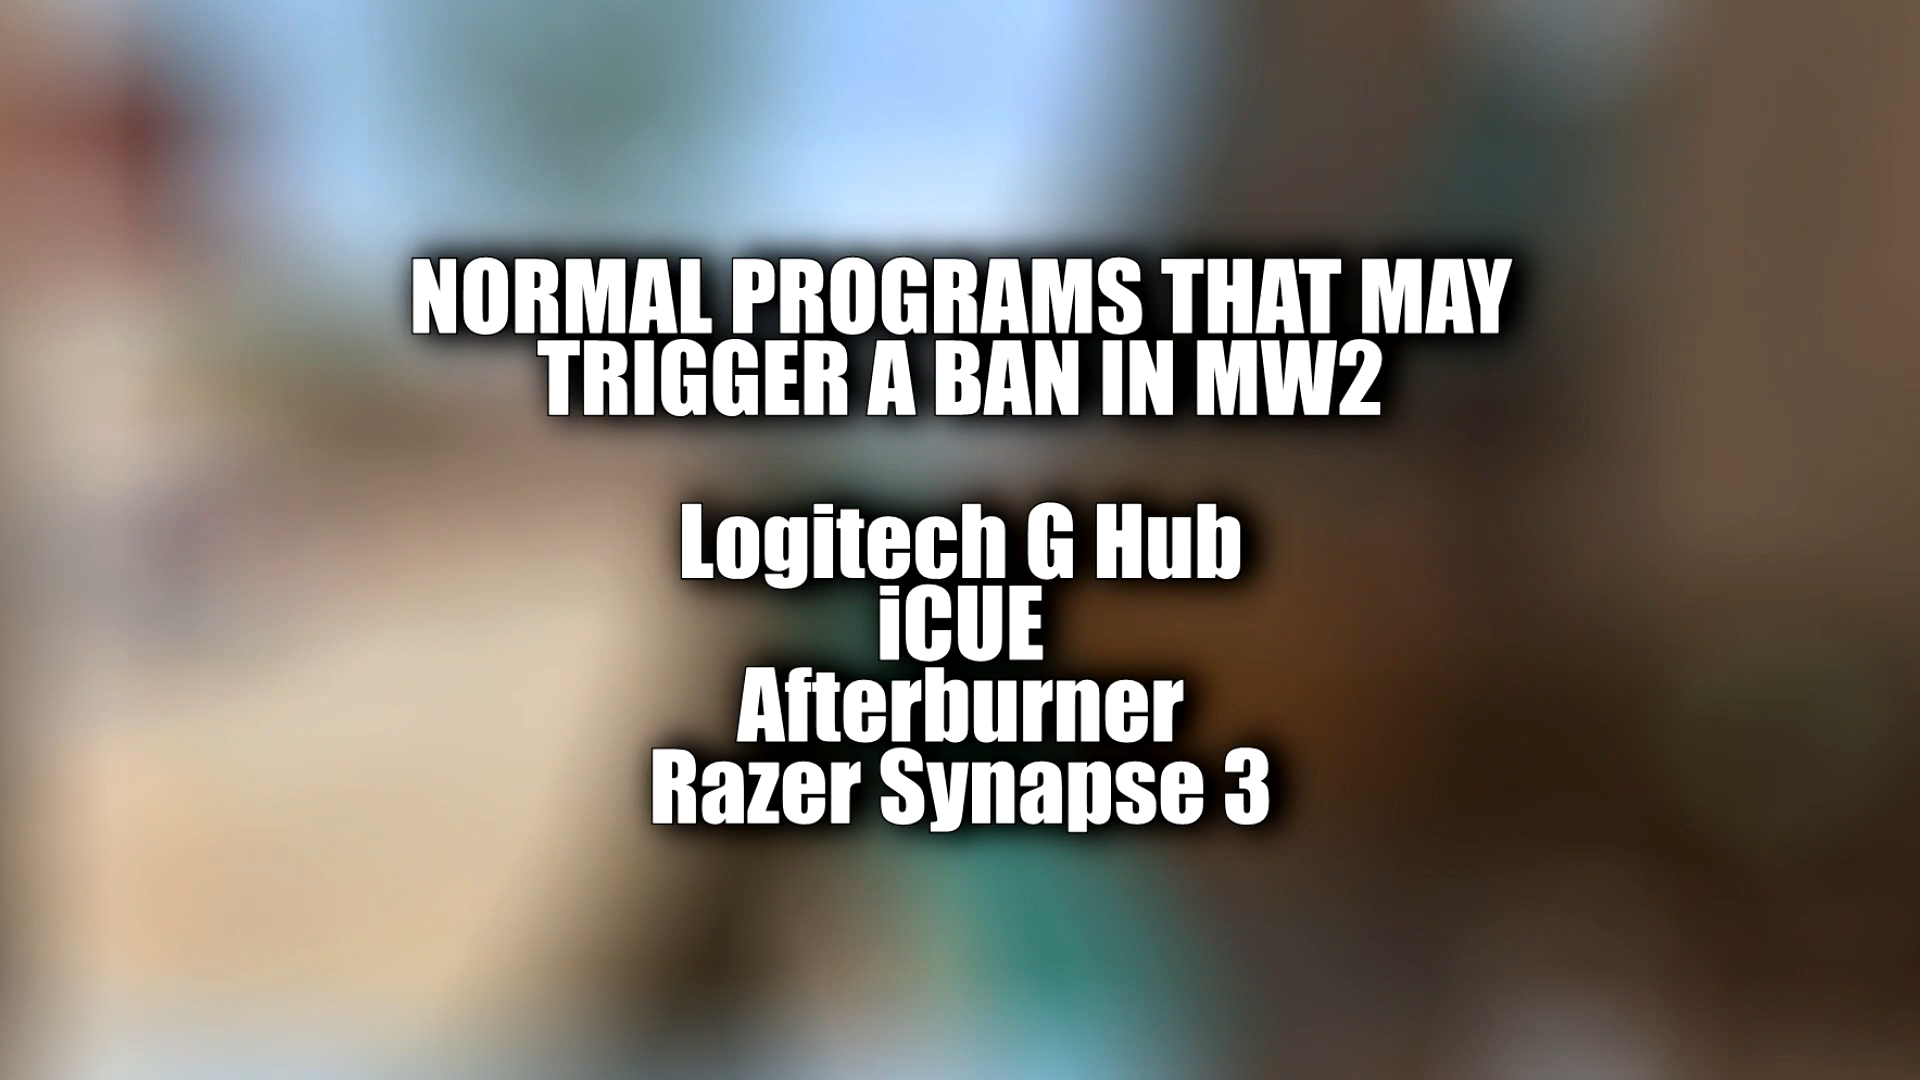 NORMAL PROGRAMS THAT MAY
TRIGGER A BAN IN MW2
Logitech G Hub
iCUE
Afterburner
Razer Synapse 3